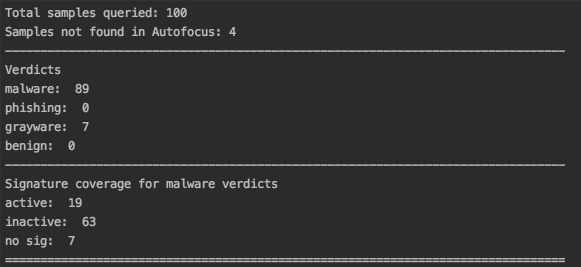 Total samples queried: 100
Samples not found in Autofocus: 4
Verdicts
malware:  89
phishing:  0
grayware:  7
benign:  0
Signature coverage for malware verdicts
active:  19
inactive:  63
no sig:  7